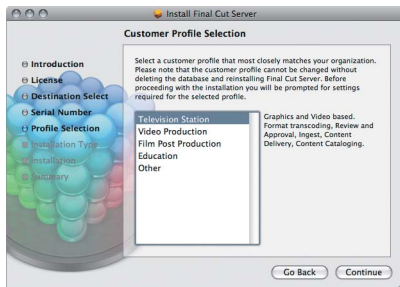 Install Final Cut Server
Customer Profile Selection
Introduction
License
Destination Select
Serial Number
Profile Selection
Installation Type
Installation
Summary
Select a customer profile that most closely matches your organization.
Please note that the customer profile cannot be changed without
deleting the database and reinstalling Final Cut Server. Before
proceeding with the installation you will be prompted for settings
required for the selected profile.
Television Station
Video Production
Film Post Production
Education
Other
Graphics and Video based.
Format transcoding, Review and
Approval, Ingest, Content
Delivery, Content Cataloging.
Go Back
Continue